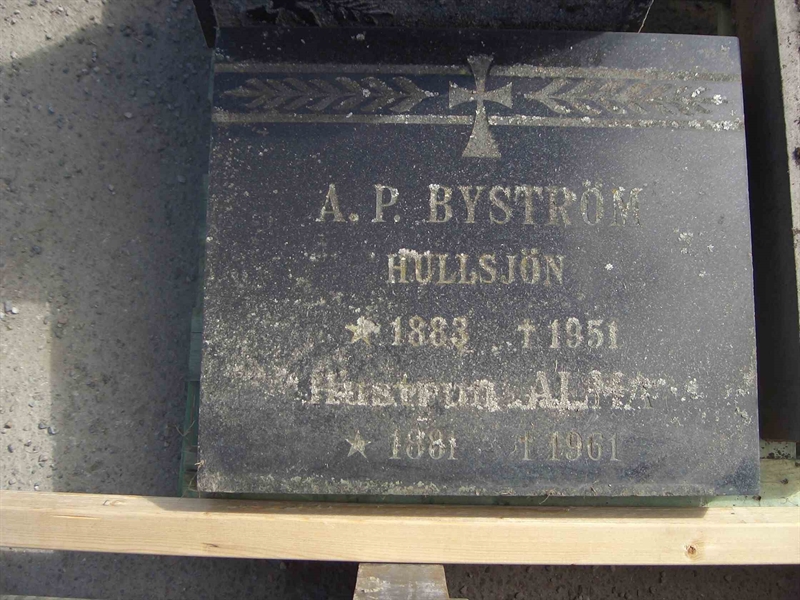 A. P. BYSTRÖM
HULLSJÖN
★ 1883 † 1951
Hustrun ALMA
★ 1881 † 1961